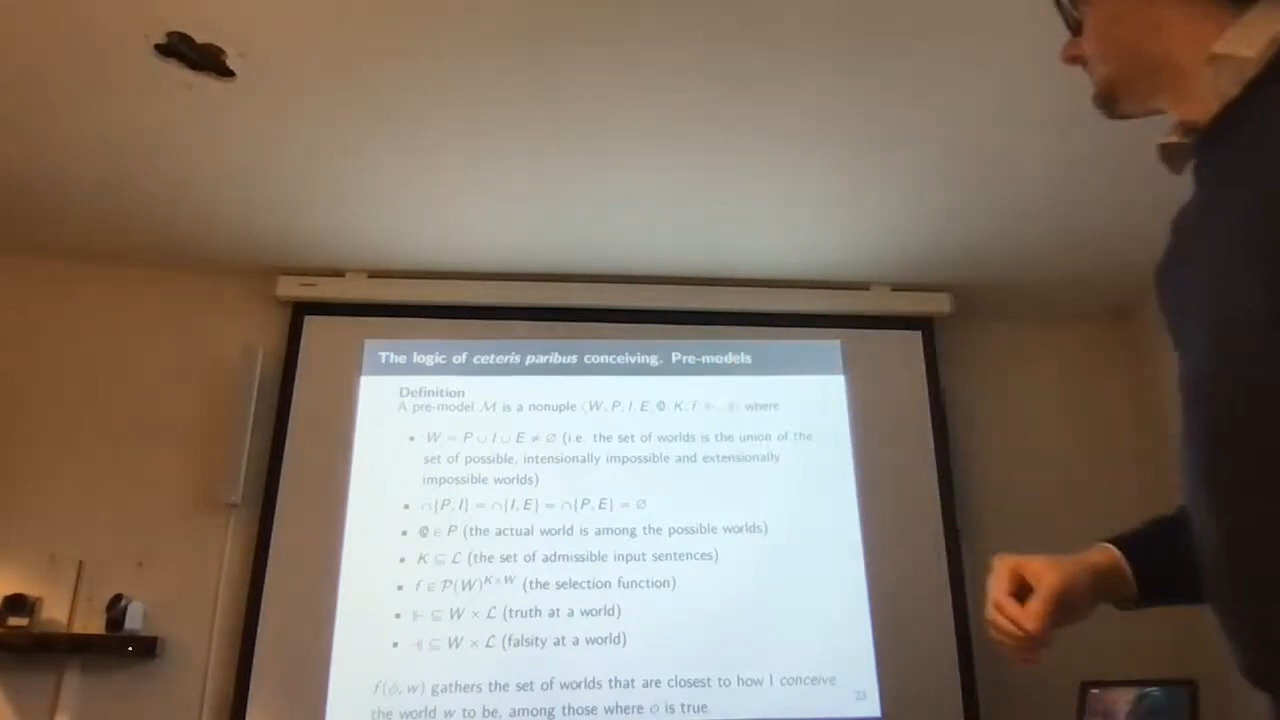 The logic of ceteris paribus conceiving. Pre-models
Definition
A pre-model ℳ is a nonuple ⟨W, P, I, E, @, K, f, ⊩, ⫣⟩ where
▪ W = P ∪ I ∪ E ≠ ∅ (i.e. the set of worlds is the union of the
set of possible, intensionally impossible and extensionally
impossible worlds)
▪ ∩{P, I} = ∩{I, E} = ∩{P, E} = ∅
▪ @ ∈ P (the actual world is among the possible worlds)
▪ K ⊆ ℒ (the set of admissible input sentences)
▪ f ∈ 𝒫(W)^{K×W} (the selection function)
▪ ⊩ ⊆ W × ℒ (truth at a world)
▪ ⫣ ⊆ W × ℒ (falsity at a world)
f(ϕ, w) gathers the set of worlds that are closest to how I conceive
the world w to be, among those where ϕ is true
23